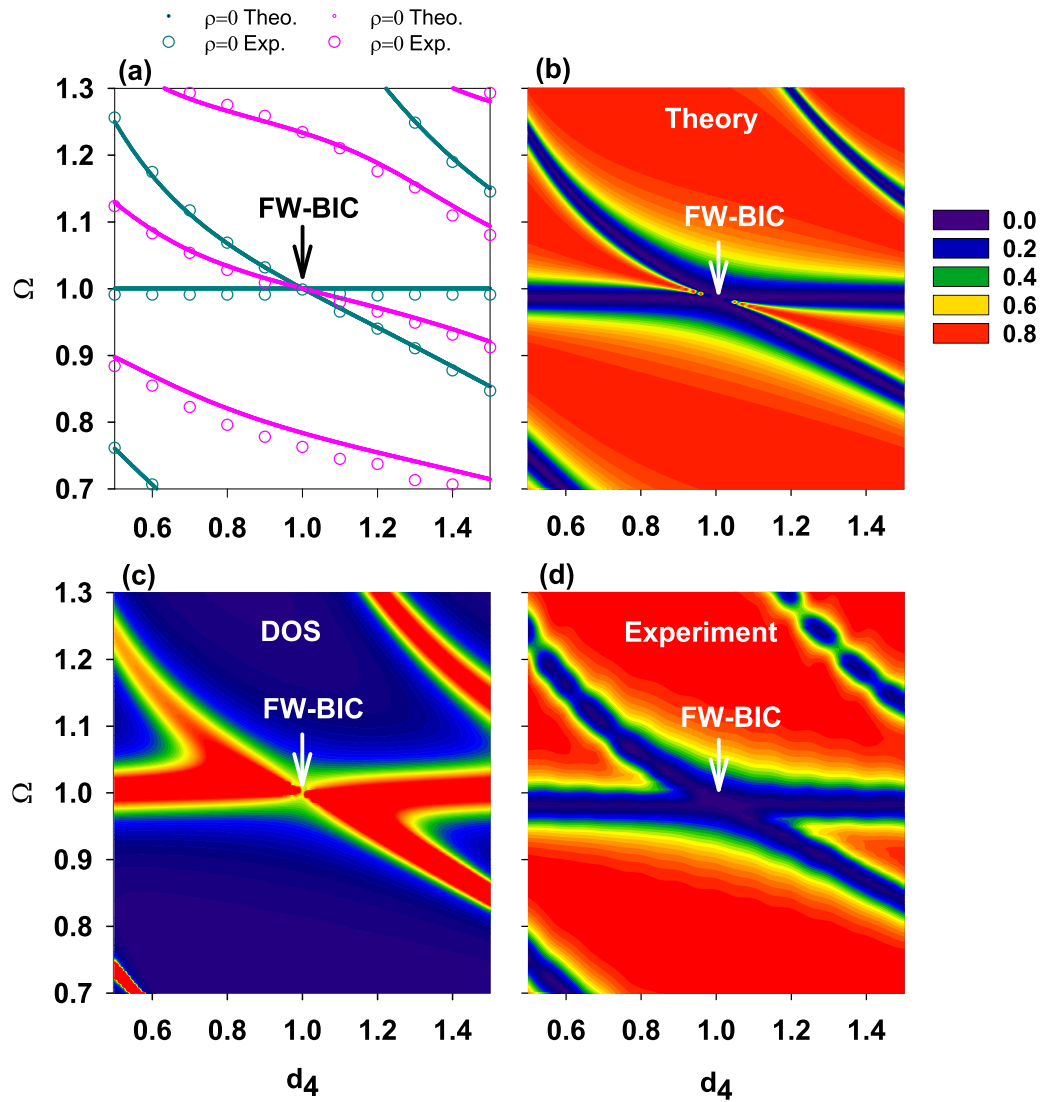 ρ=0 Theo. ρ=0 Theo.
ρ=0 Exp. ρ=0 Exp.
(a) (b)
1.3
1.2
1.1
1.0
0.9
0.8
0.7
Ω
FW-BIC
0.6 0.8 1.0 1.2 1.4
Theory
FW-BIC
0.6 0.8 1.0 1.2 1.4
0.0
0.2
0.4
0.6
0.8
(c) (d)
1.3
1.2
1.1
1.0
0.9
0.8
0.7
Ω
DOS
FW-BIC
0.6 0.8 1.0 1.2 1.4
d4
Experiment
FW-BIC
0.6 0.8 1.0 1.2 1.4
d4